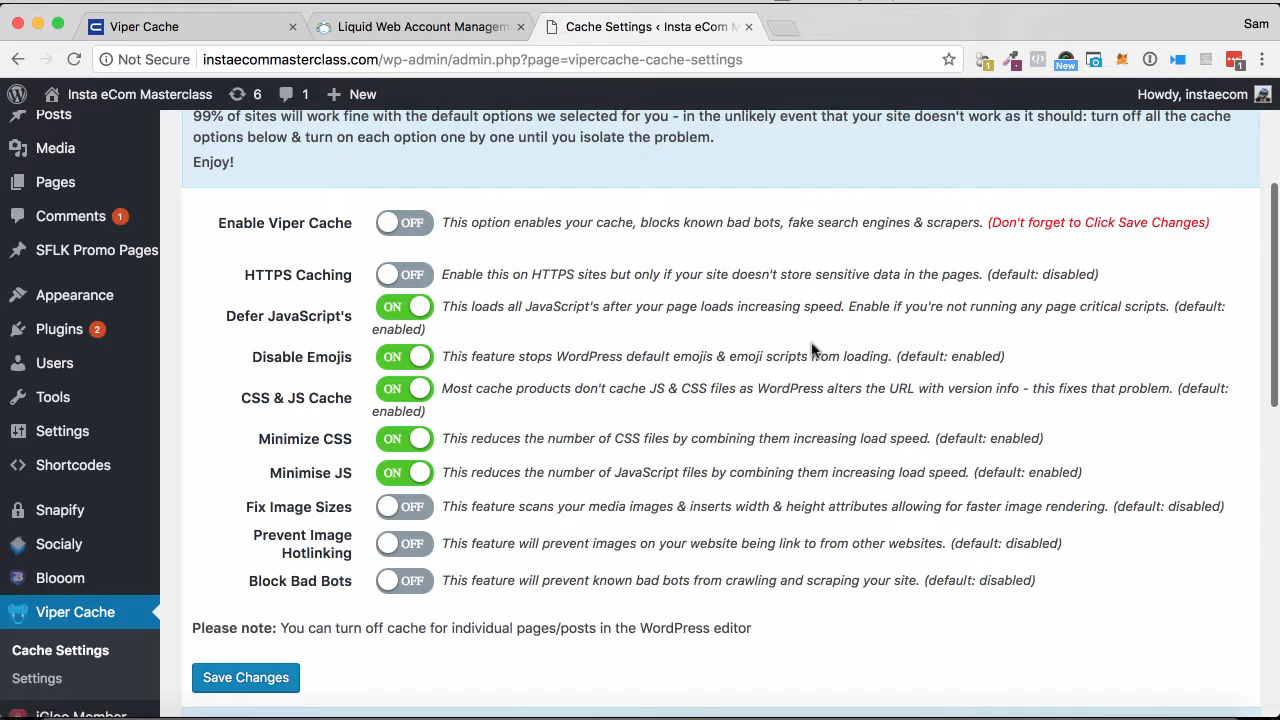 Viper Cache
Liquid Web Account Managem
Cache Settings ‹ Insta eCom M
Sam
Not Secure
instaecommasterclass.com/wp-admin/admin.php?page=vipercache-cache-settings
New
1
1
Insta eCom Masterclass
6
1
New
Howdy, instaecom
Posts
Media
Pages
Comments 1
SFLK Promo Pages
Appearance
Plugins 2
Users
Tools
Settings
Shortcodes
Snapify
Socialy
Blooom
Viper Cache
Cache Settings
Settings
iGloo Member
99% of sites will work fine with the default options we selected for you - in the unlikely event that your site doesn't work as it should: turn off all the cache
options below & turn on each option one by one until you isolate the problem.
Enjoy!
Enable Viper Cache OFF This option enables your cache, blocks known bad bots, fake search engines & scrapers. (Don't forget to Click Save Changes)
HTTPS Caching OFF Enable this on HTTPS sites but only if your site doesn't store sensitive data in the pages. (default: disabled)
Defer JavaScript's ON This loads all JavaScript's after your page loads increasing speed. Enable if you're not running any page critical scripts. (default:
enabled)
Disable Emojis ON This feature stops WordPress default emojis & emoji scripts from loading. (default: enabled)
CSS & JS Cache ON Most cache products don't cache JS & CSS files as WordPress alters the URL with version info - this fixes that problem. (default:
enabled)
Minimize CSS ON This reduces the number of CSS files by combining them increasing load speed. (default: enabled)
Minimise JS ON This reduces the number of JavaScript files by combining them increasing load speed. (default: enabled)
Fix Image Sizes OFF This feature scans your media images & inserts width & height attributes allowing for faster image rendering. (default: disabled)
Prevent Image
Hotlinking OFF This feature will prevent images on your website being link to from other websites. (default: disabled)
Block Bad Bots OFF This feature will prevent known bad bots from crawling and scraping your site. (default: disabled)
Please note: You can turn off cache for individual pages/posts in the WordPress editor
Save Changes